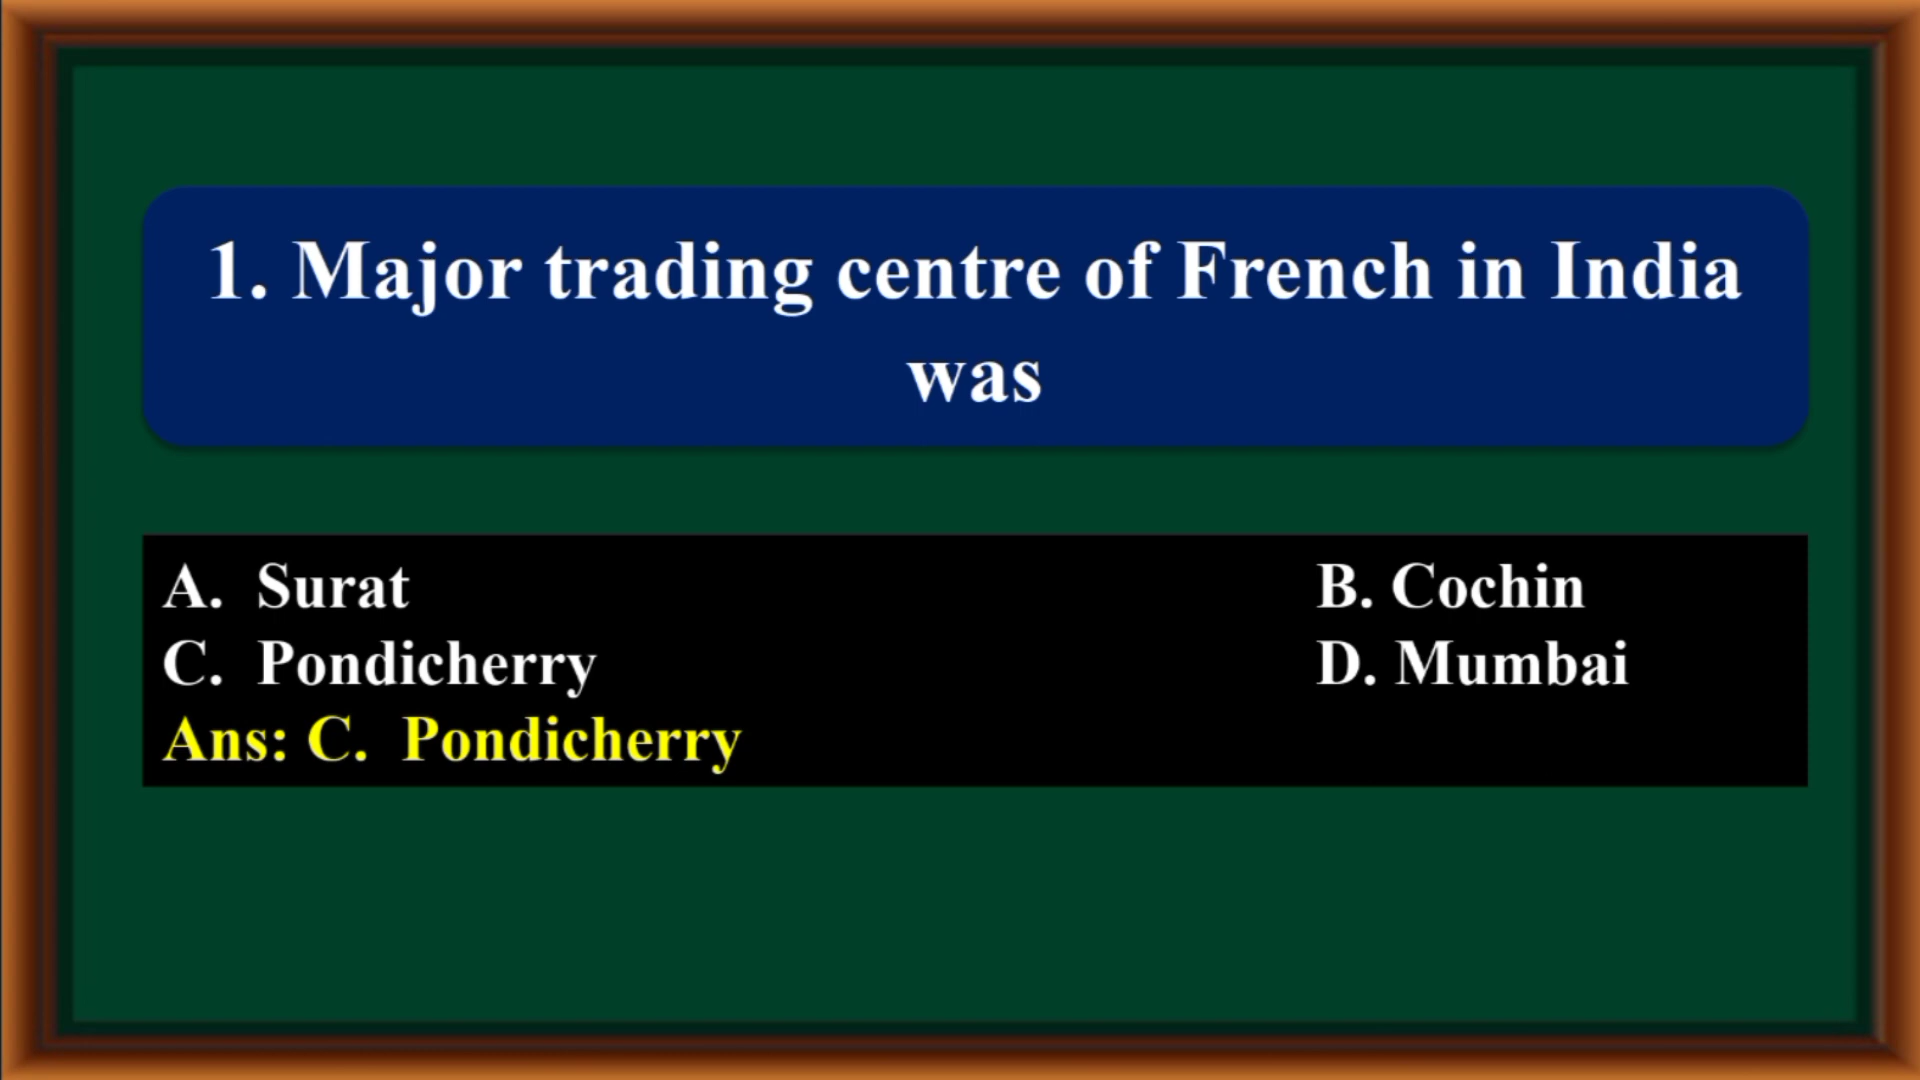 1. Major trading centre of French in India
was
A. Surat B. Cochin
C. Pondicherry D. Mumbai
Ans: C. Pondicherry